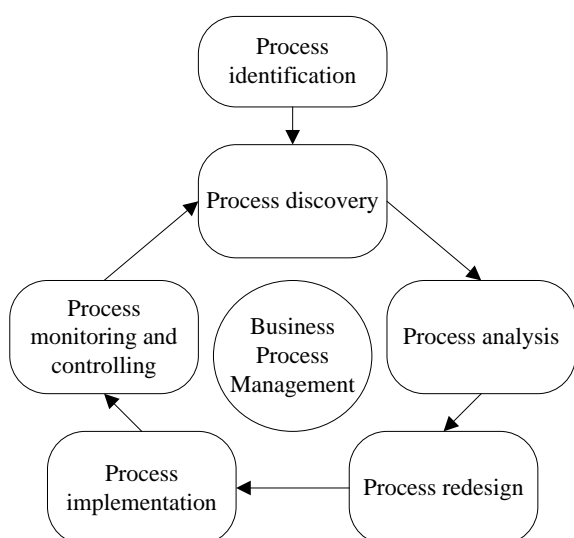 Process
identification
Process discovery
Process analysis
Process redesign
Process
implementation
Process
monitoring and
controlling
Business
Process
Management